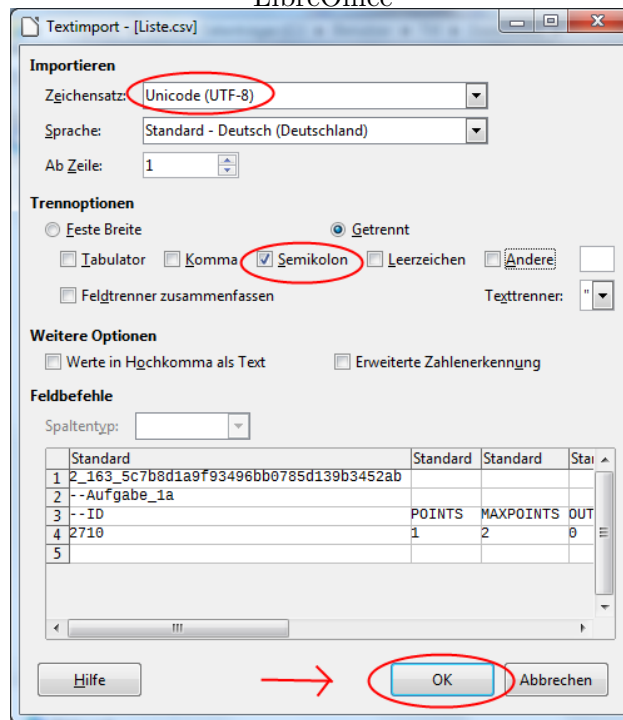 LibreOffice
Textimport - [Liste.csv]
Importieren
Zeichensatz: Unicode (UTF-8)
Sprache: Standard - Deutsch (Deutschland)
Ab Zeile: 1
Trennoptionen
Feste Breite Getrennt
Tabulator Komma Semikolon Leerzeichen Andere
Feldtrenner zusammenfassen Texttrenner: "
Weitere Optionen
Werte in Hochkomma als Text Erweiterte Zahlenerkennung
Feldbefehle
Spaltentyp:
Standard Standard Standard Star
1 2_163_5c7b8d1a9f93496bb0785d139b3452ab
2 --Aufgabe_1a
3 --ID POINTS MAXPOINTS OUT
4 2710 1 2 0
5
Hilfe OK Abbrechen